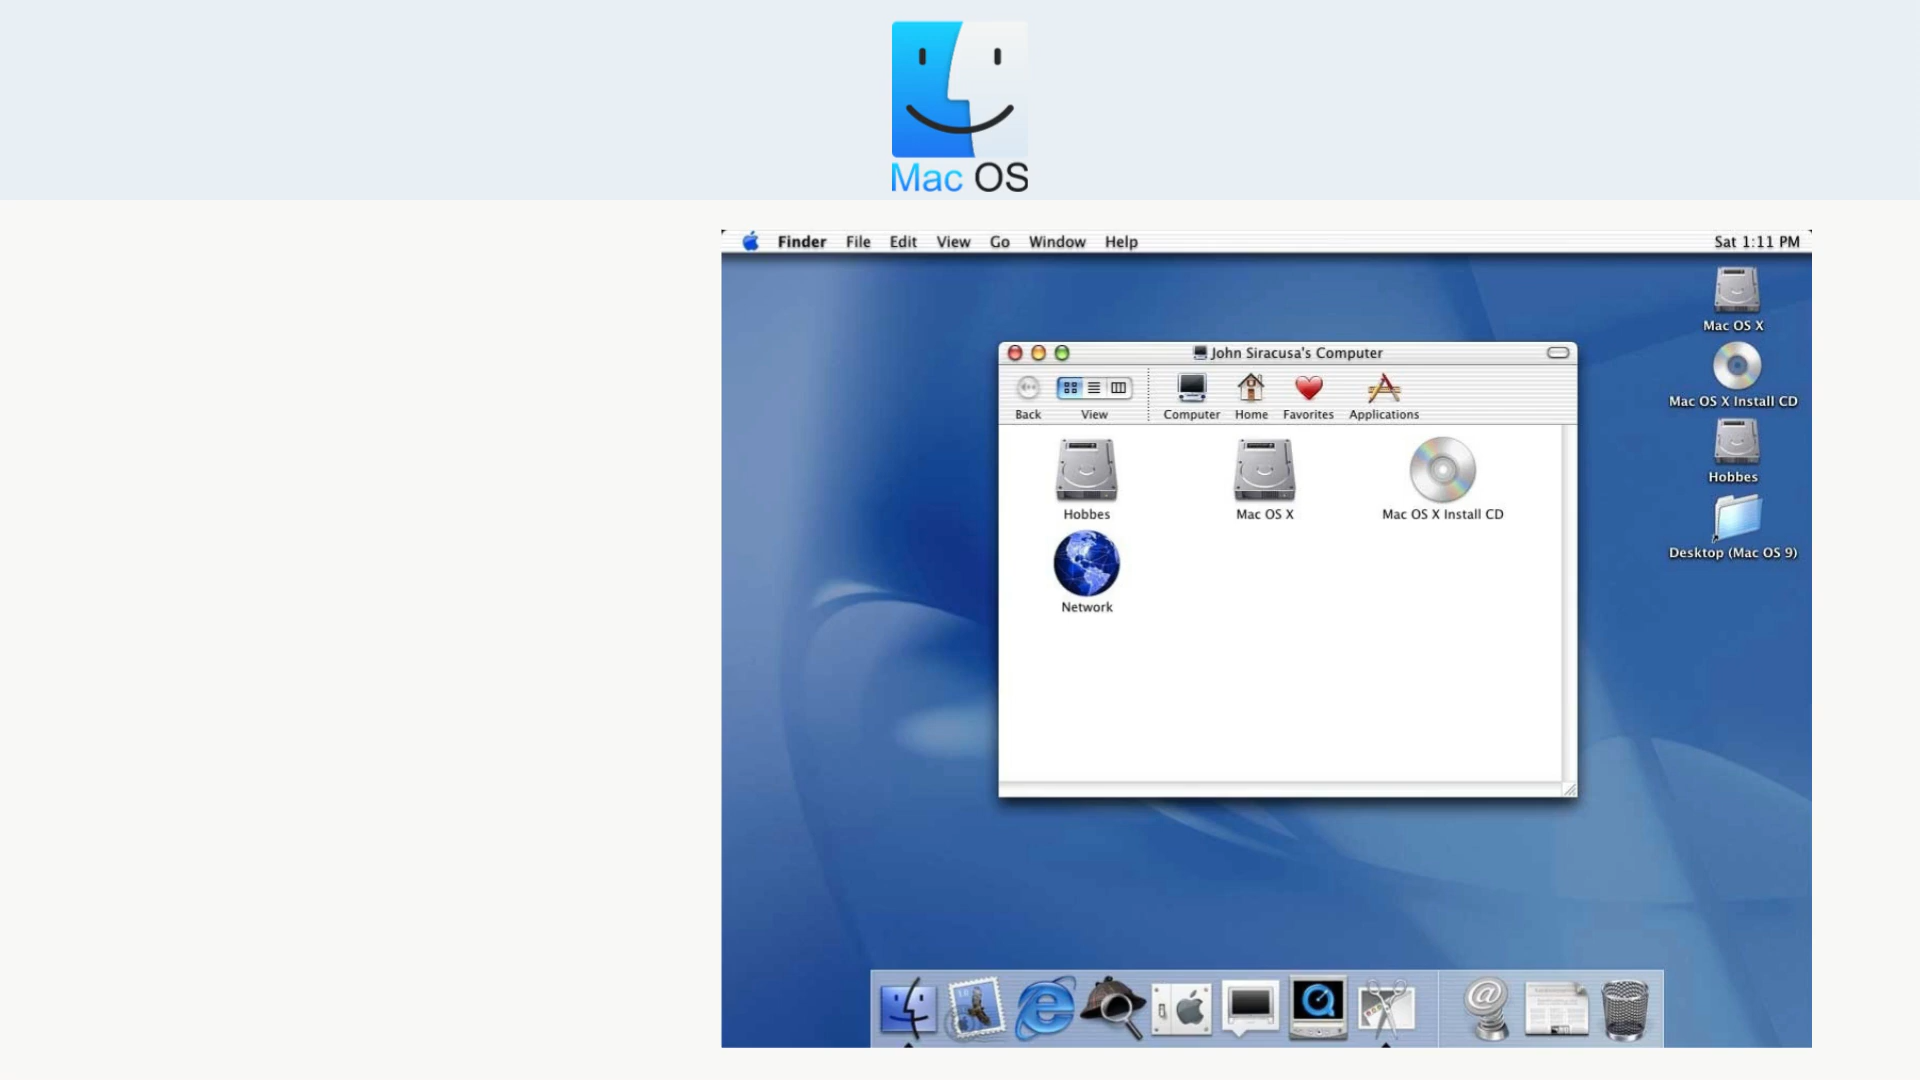 Mac OS
Finder File Edit View Go Window Help
Sat 1:11 PM
Mac OS X
Mac OS X Install CD
Hobbes
Desktop (Mac OS 9)
John Siracusa's Computer
Back View Computer Home Favorites Applications
Hobbes Mac OS X Mac OS X Install CD
Network